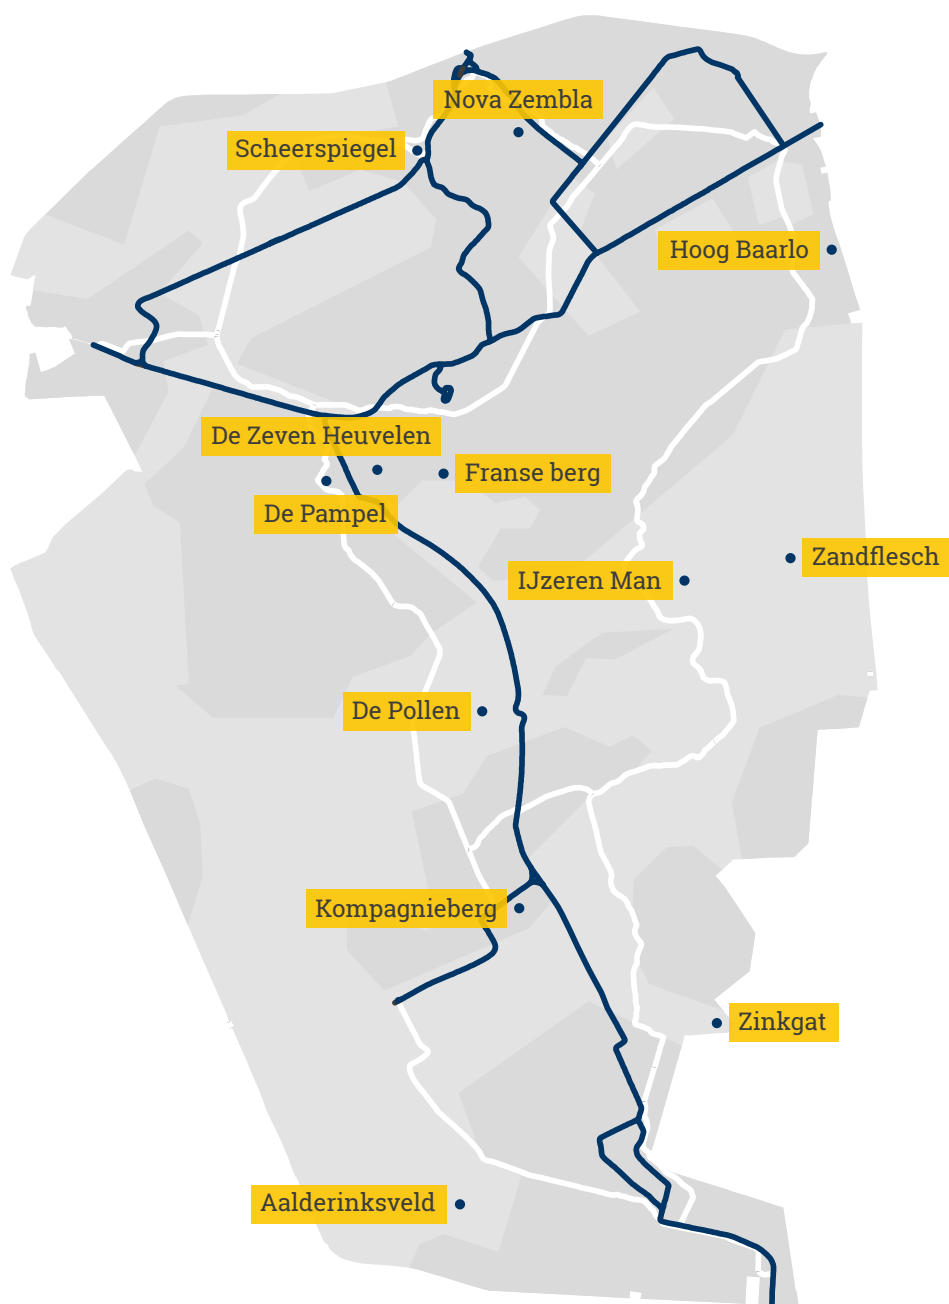 Nova Zembla
Scheerspiegel
Hoog Baarlo
De Zeven Heuvelen
Franse berg
De Pampel
Zandflesch
IJzeren Man
De Pollen
Kompagnieberg
Zinkgat
Aalderinksveld